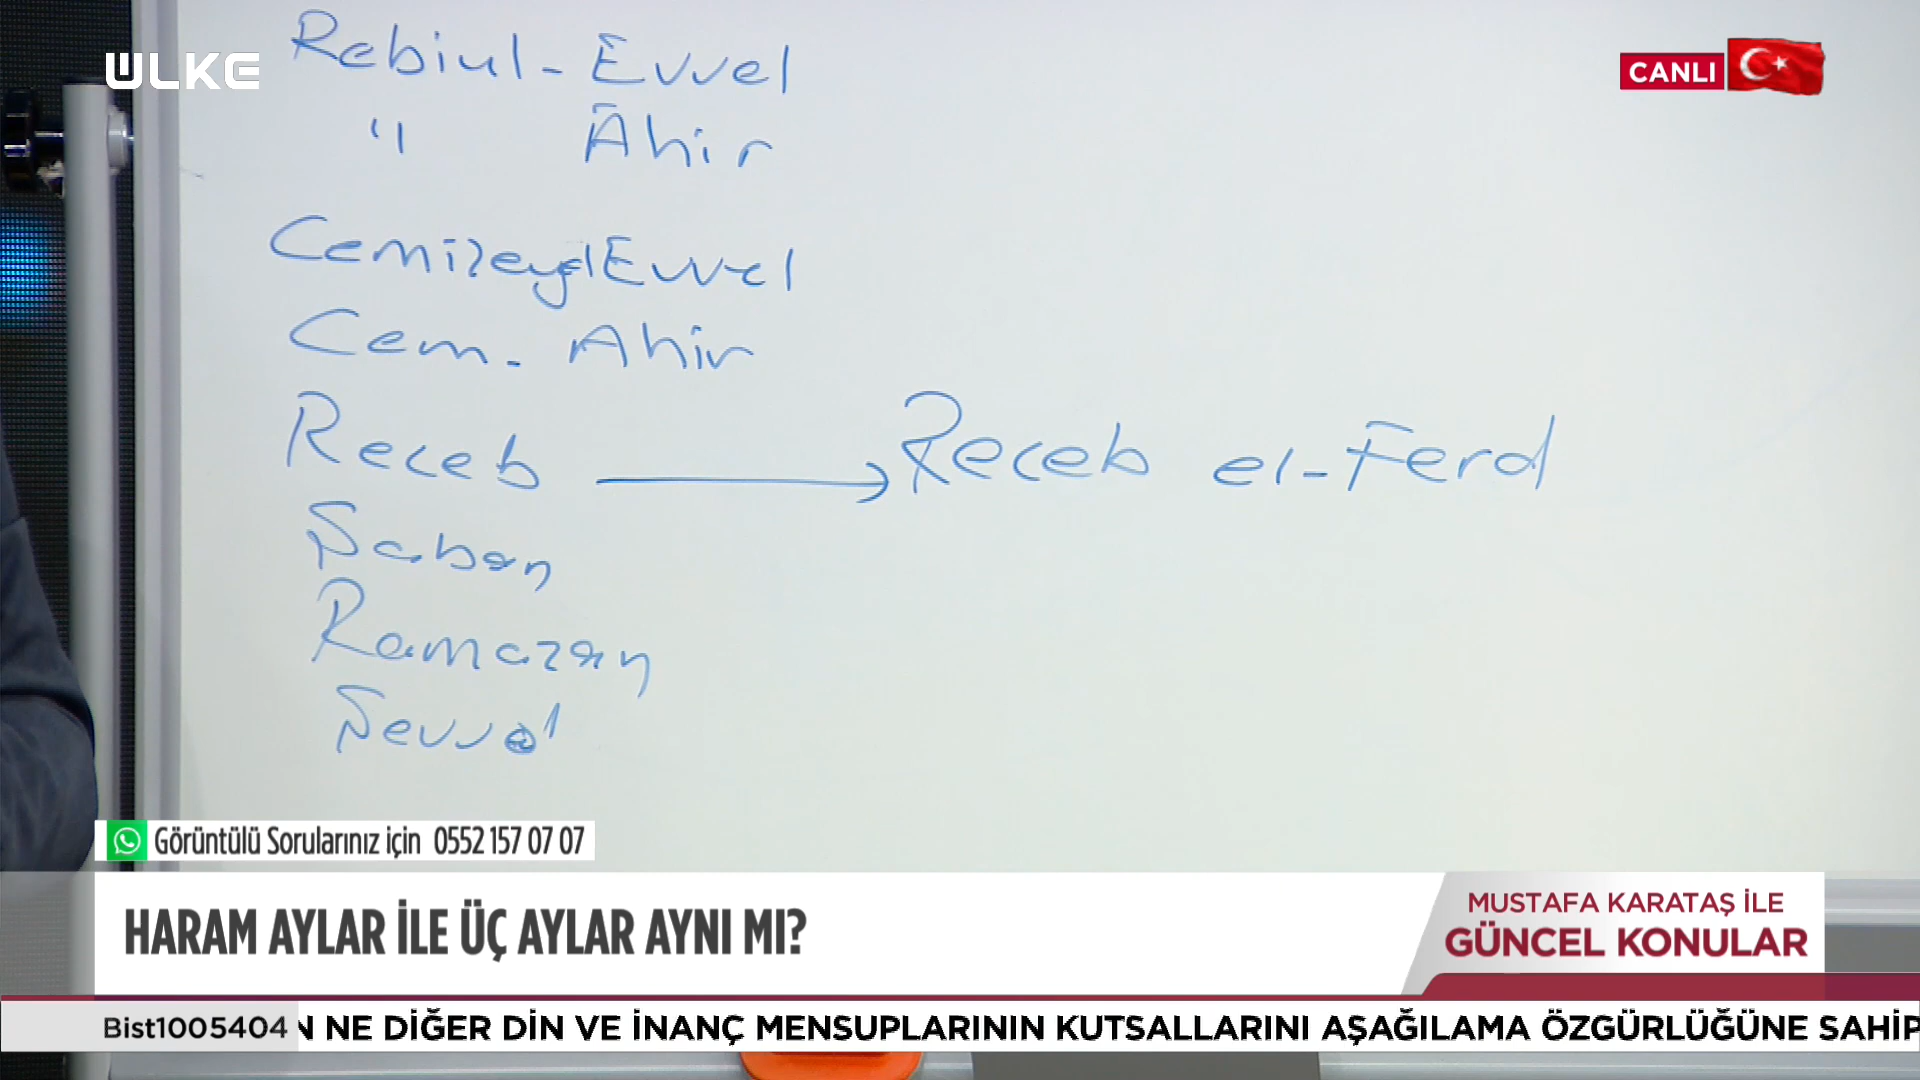 ÜLKE
CANLI
Rebiul - Evvel
" Âhir
CemizeyelEvvel
Cem. Ahir
Receb → Receb el-Ferd
Şaban
Ramazan
Şevval
Görüntülü Sorularınız için 0552 157 07 07
HARAM AYLAR İLE ÜÇ AYLAR AYNI MI?
MUSTAFA KARATAŞ İLE
GÜNCEL KONULAR
Bist1005404
N NE DİĞER DİN VE İNANÇ MENSUPLARININ KUTSALLARINI AŞAĞILAMA ÖZGÜRLÜĞÜNE SAHİP